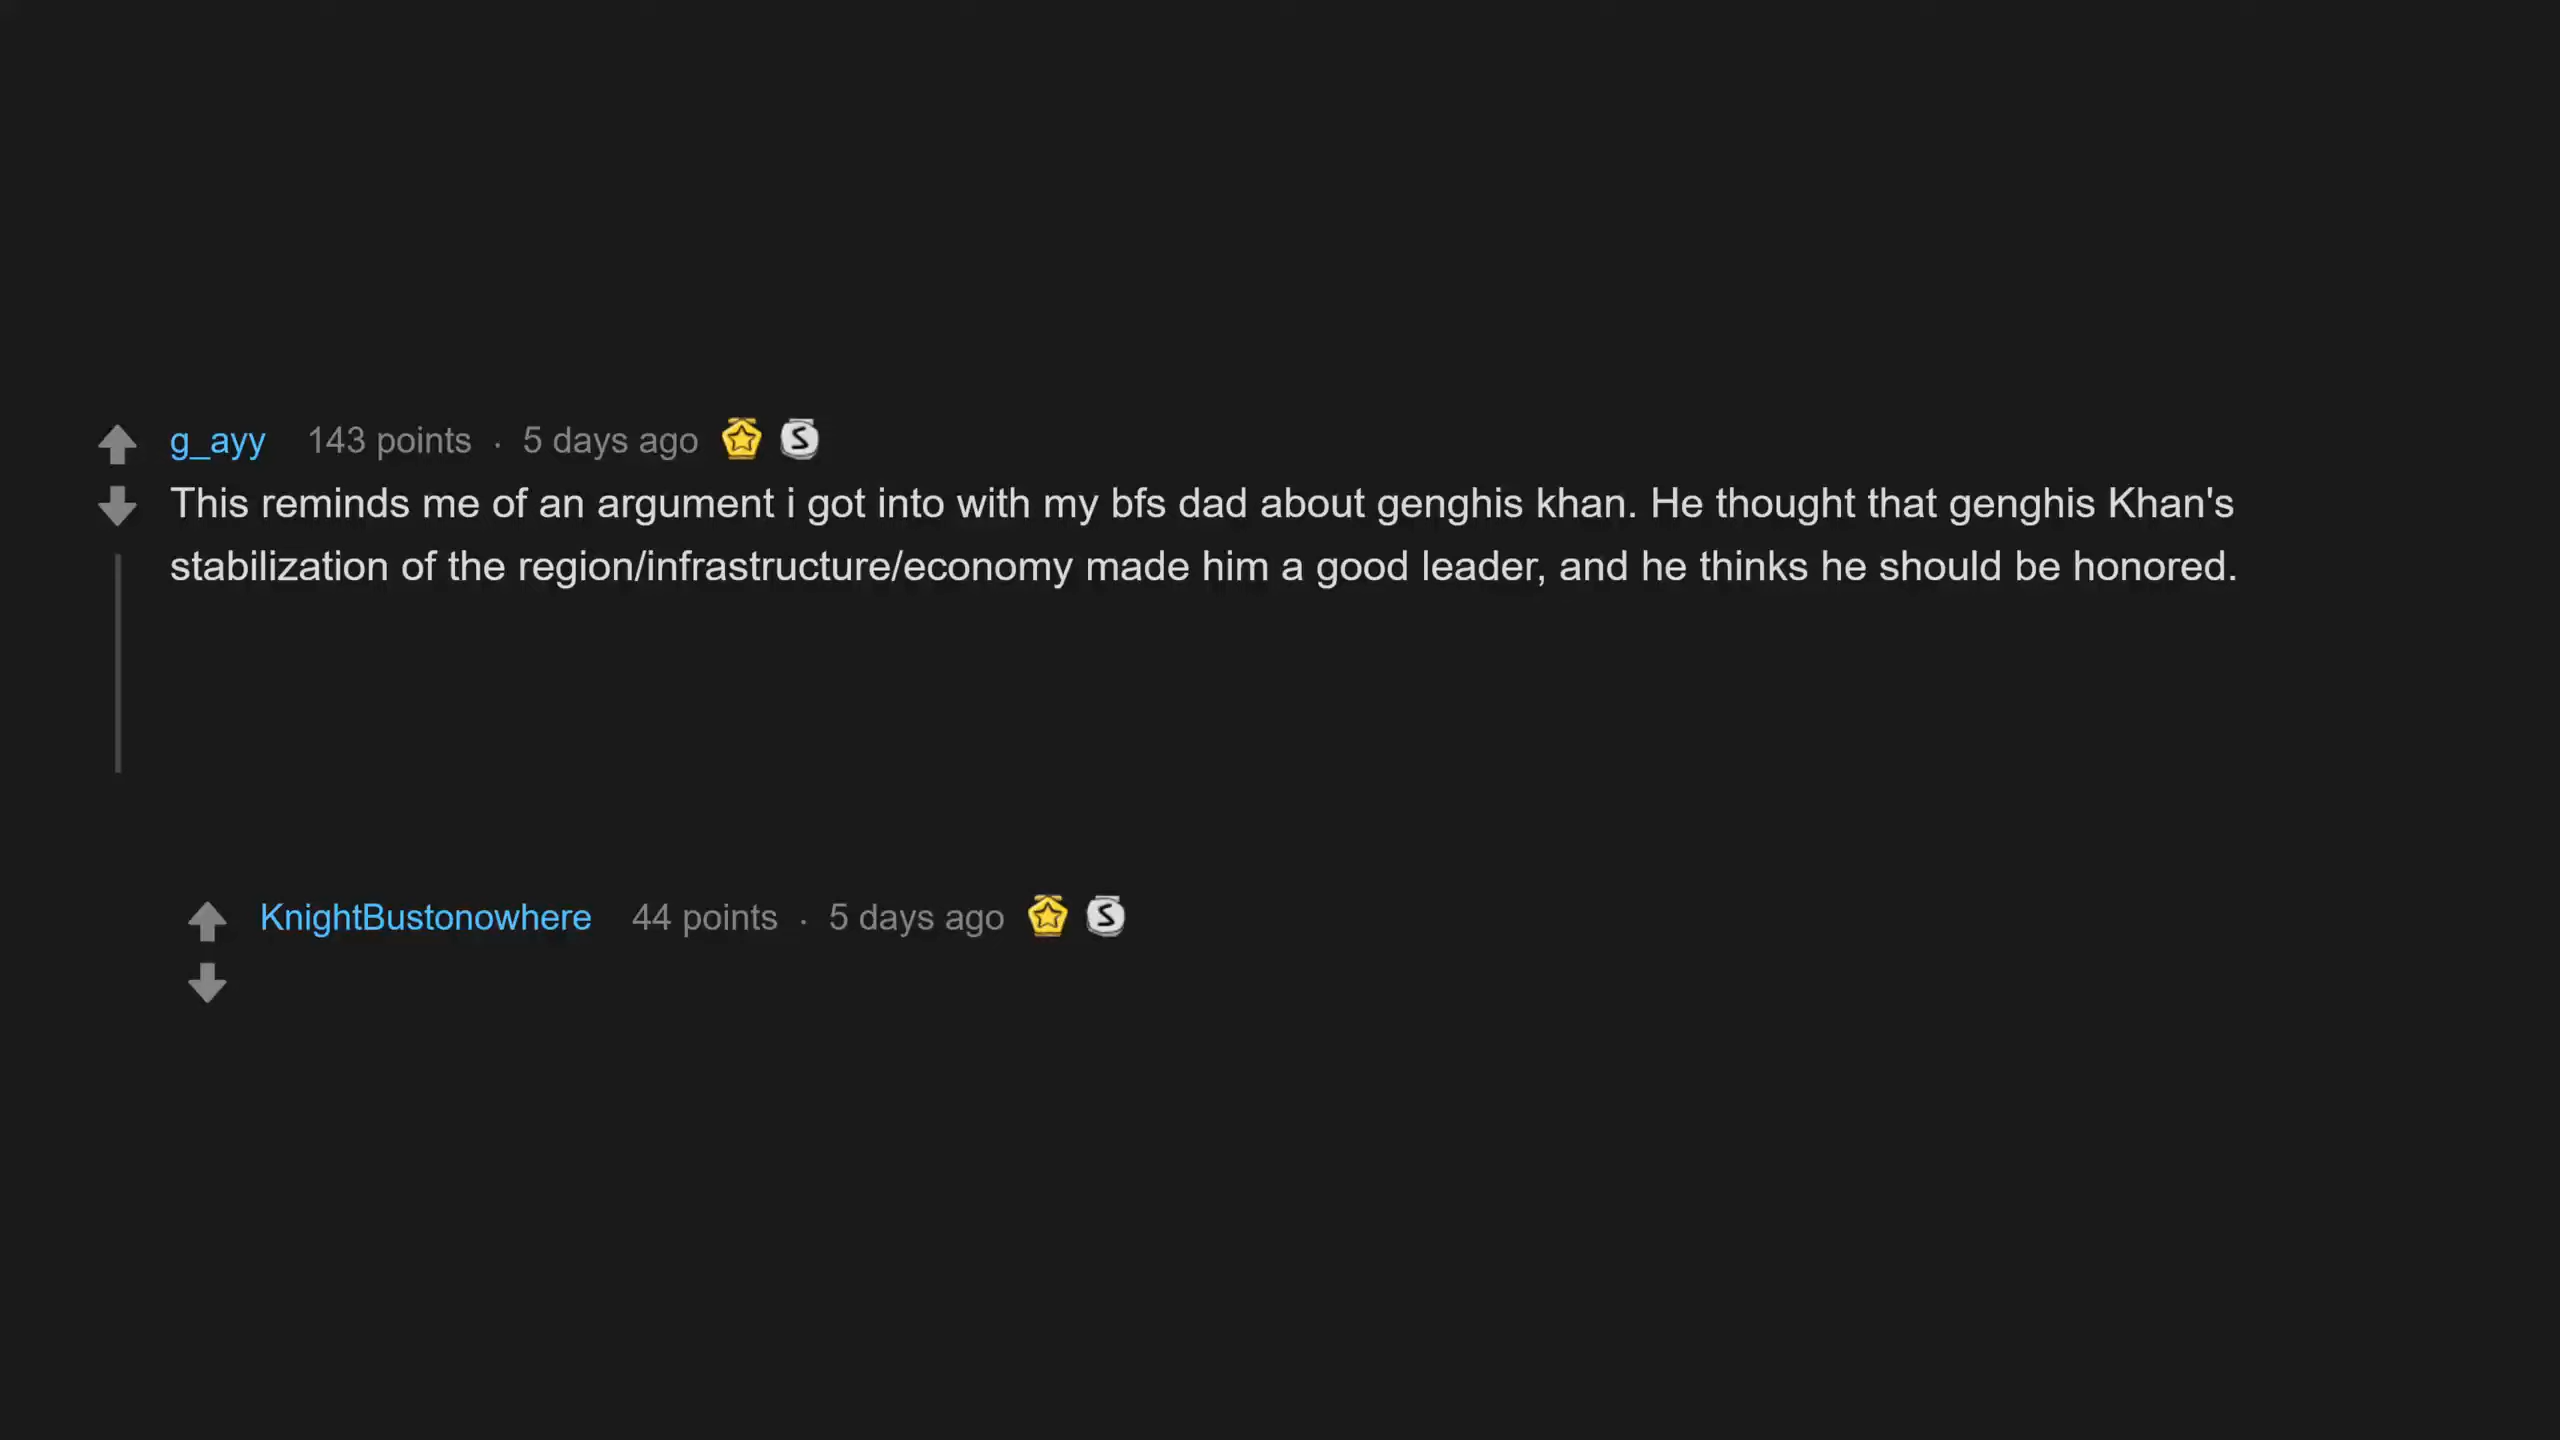 g_ayy 143 points · 5 days ago
This reminds me of an argument i got into with my bfs dad about genghis khan. He thought that genghis Khan's
stabilization of the region/infrastructure/economy made him a good leader, and he thinks he should be honored.
KnightBustonowhere 44 points · 5 days ago